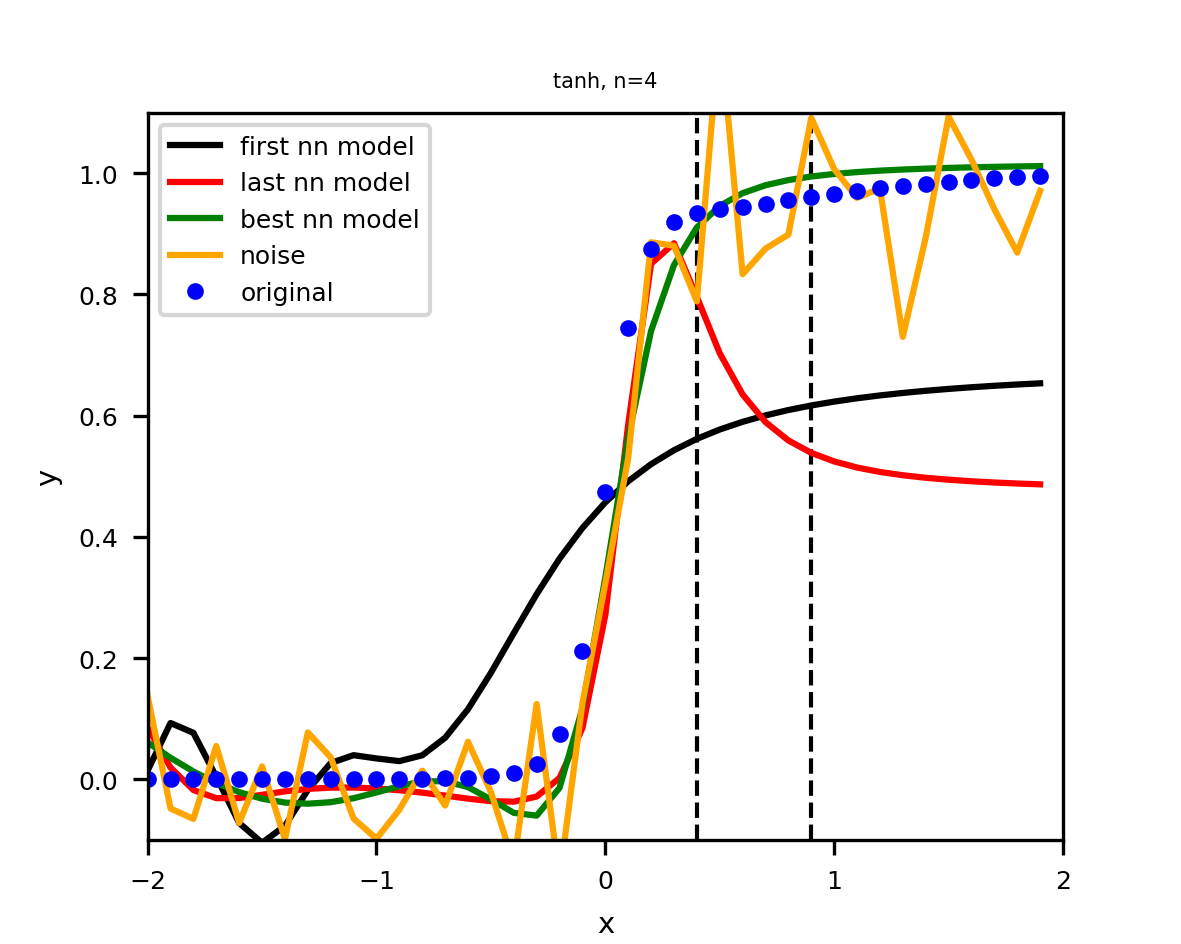 tanh, n=4
first nn model
last nn model
best nn model
noise
original
1.0
0.8
0.6
0.4
0.2
0.0
y
−2
−1
0
1
2
x